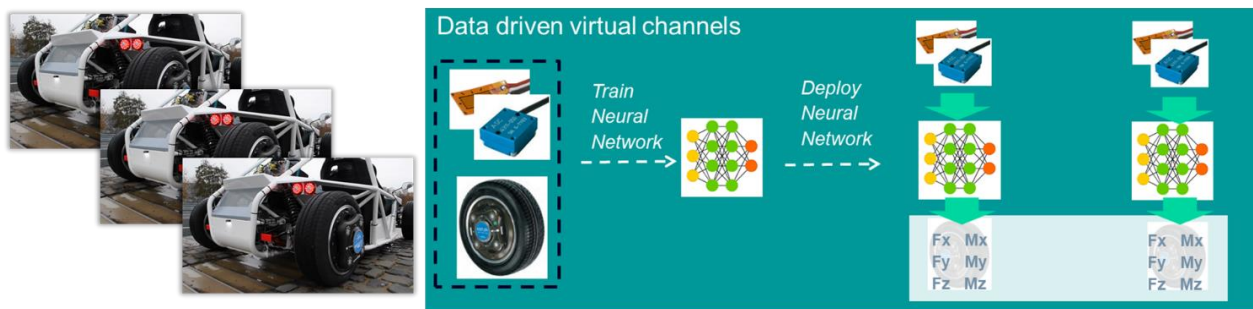 Data driven virtual channels
Train
Neural
Network
Deploy
Neural
Network
Fx Mx
Fy My
Fz Mz
Fx Mx
Fy My
Fz Mz